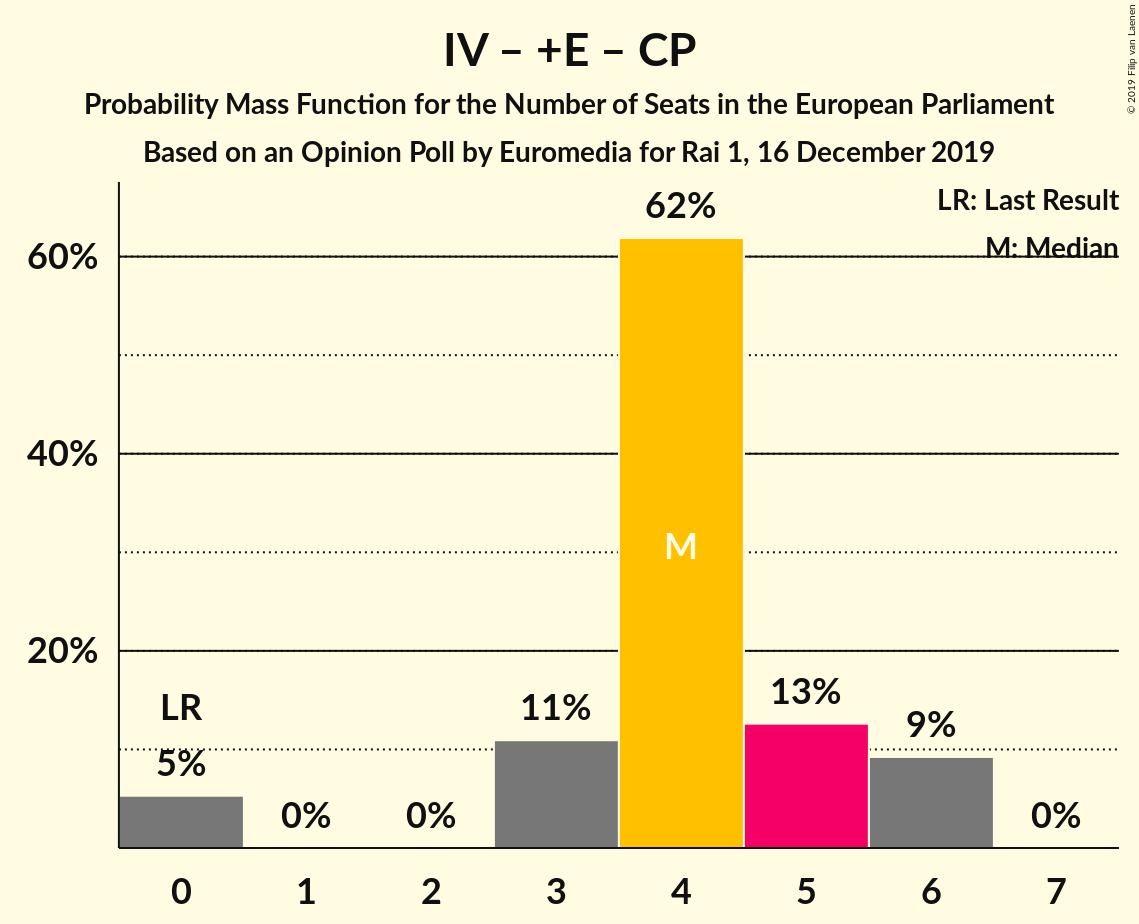 IV – +E – CP
Probability Mass Function for the Number of Seats in the European Parliament
Based on an Opinion Poll by Euromedia for Rai 1, 16 December 2019
© 2019 Filip van Laenen
LR: Last Result
M: Median
60%
40%
20%
LR
5%
0%
0%
11%
62%
M
13%
9%
0%
0 1 2 3 4 5 6 7